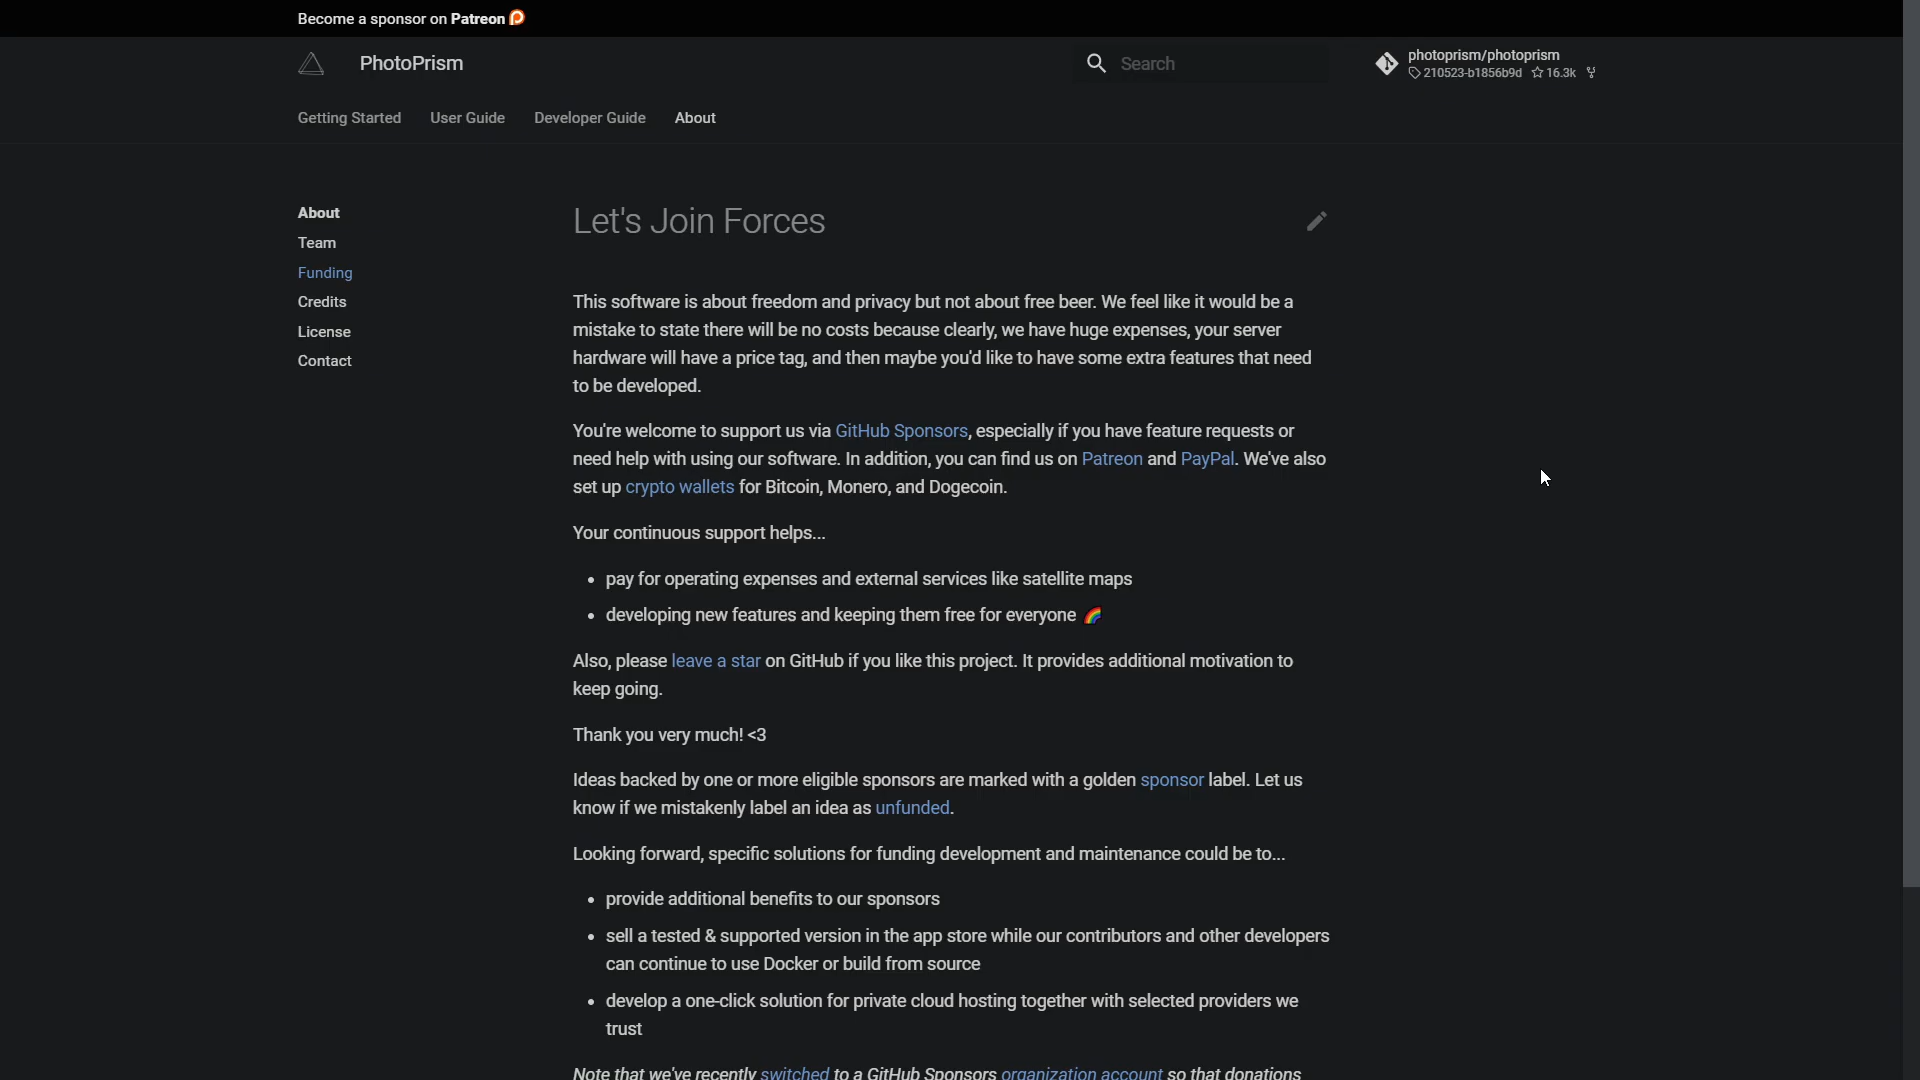 Become a sponsor on Patreon
PhotoPrism
Search
photoprism/photoprism
210523-b1856b9d 16.3k
Getting Started User Guide Developer Guide About
About
Team
Funding
Credits
License
Contact
Let's Join Forces
This software is about freedom and privacy but not about free beer. We feel like it would be a
mistake to state there will be no costs because clearly, we have huge expenses, your server
hardware will have a price tag, and then maybe you'd like to have some extra features that need
to be developed.
You're welcome to support us via GitHub Sponsors, especially if you have feature requests or
need help with using our software. In addition, you can find us on Patreon and PayPal. We've also
set up crypto wallets for Bitcoin, Monero, and Dogecoin.
Your continuous support helps...
• pay for operating expenses and external services like satellite maps
• developing new features and keeping them free for everyone 🌈
Also, please leave a star on GitHub if you like this project. It provides additional motivation to
keep going.
Thank you very much! <3
Ideas backed by one or more eligible sponsors are marked with a golden sponsor label. Let us
know if we mistakenly label an idea as unfunded.
Looking forward, specific solutions for funding development and maintenance could be to...
• provide additional benefits to our sponsors
• sell a tested & supported version in the app store while our contributors and other developers
can continue to use Docker or build from source
• develop a one-click solution for private cloud hosting together with selected providers we
trust
Note that we've recently switched to a GitHub Sponsors organization account so that donations